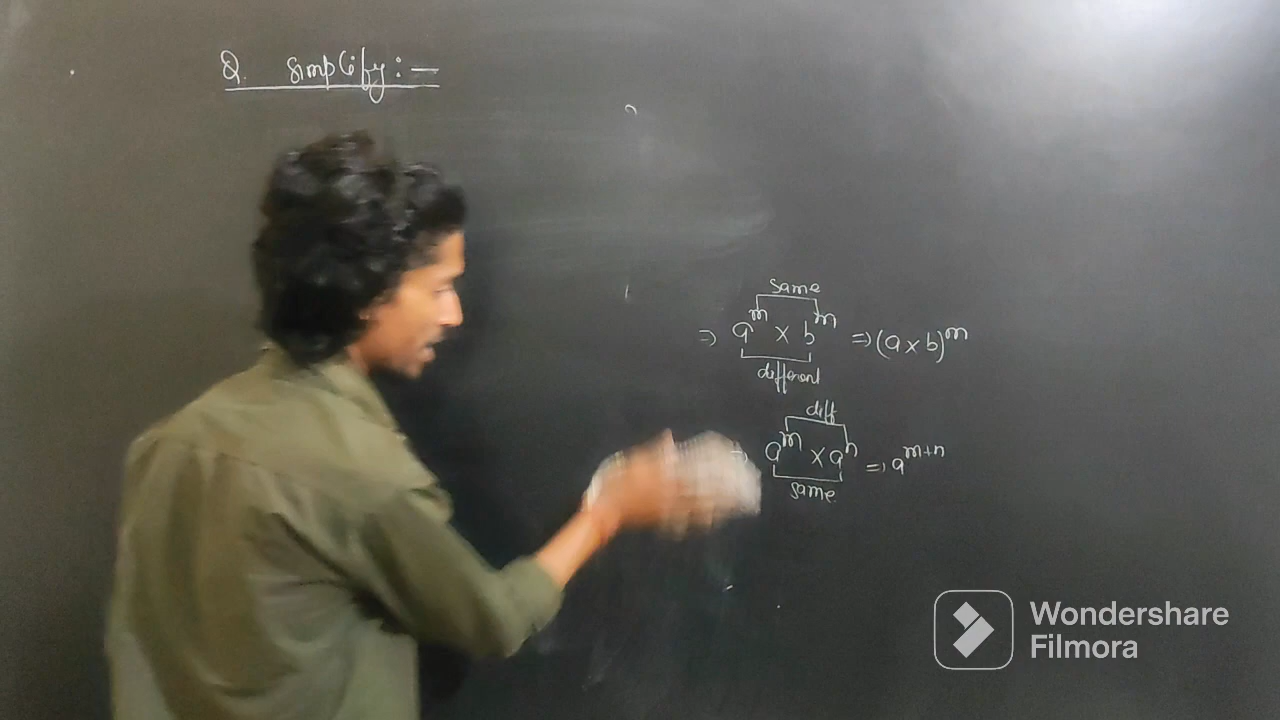 Q. Simplify:—
same
⇒ a^m × b^m ⇒ (a × b)^m
different
diff
⇒ a^m × a^n ⇒ a^m+n
same
Wondershare
Filmora